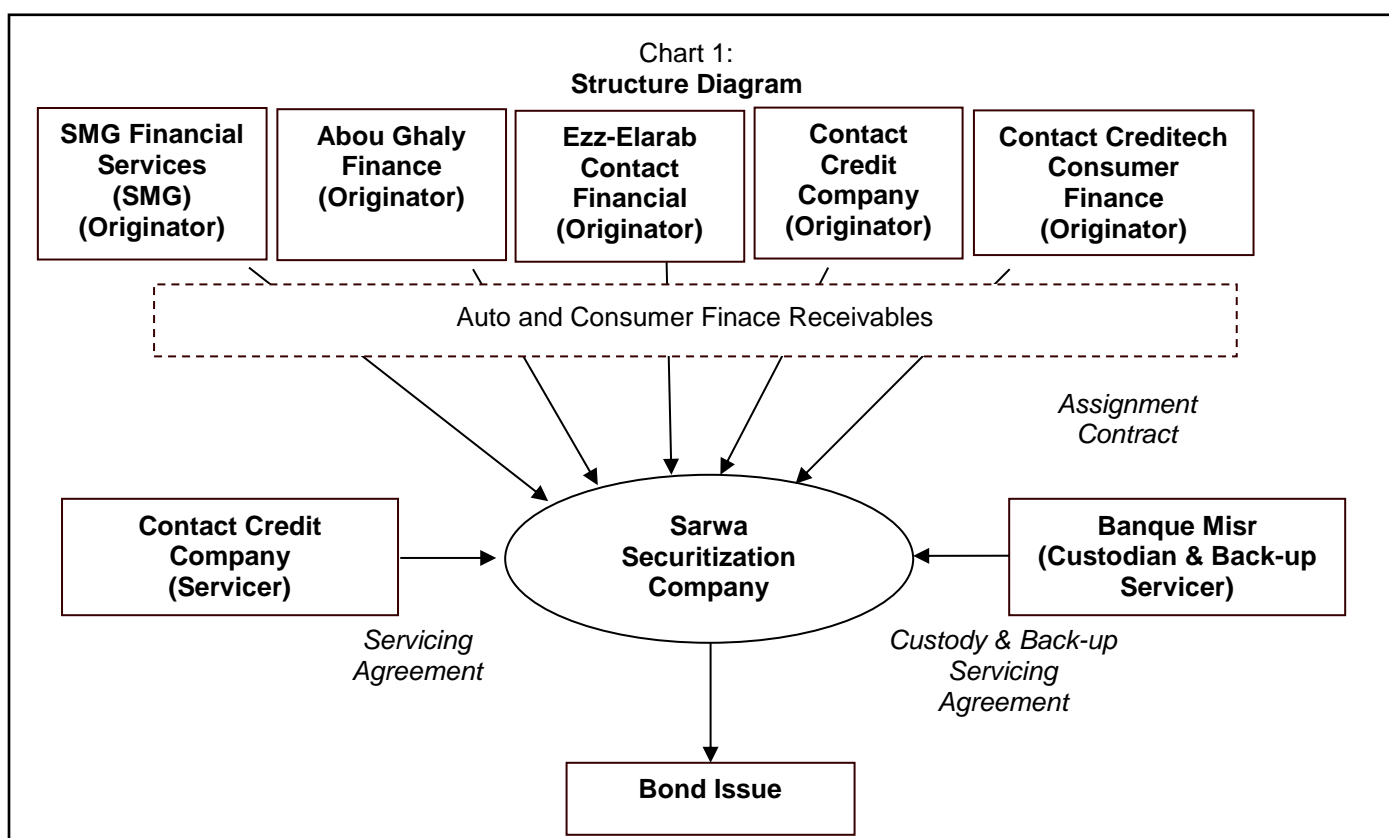 Chart 1:
Structure Diagram
SMG Financial
Services
(SMG)
(Originator)
Abou Ghaly
Finance
(Originator)
Ezz-Elarab
Contact
Financial
(Originator)
Contact
Credit
Company
(Originator)
Contact Creditech
Consumer
Finance
(Originator)
Auto and Consumer Finace Receivables
Assignment
Contract
Contact Credit
Company
(Servicer)
Sarwa
Securitization
Company
Banque Misr
(Custodian & Back-up
Servicer)
Servicing
Agreement
Custody & Back-up
Servicing
Agreement
Bond Issue